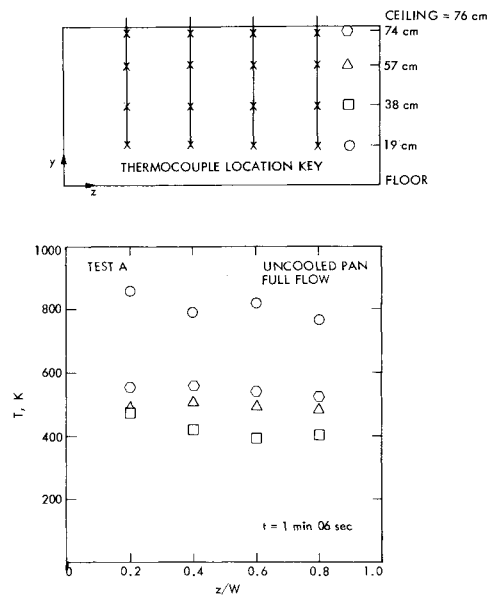 CEILING = 76 cm
74 cm
57 cm
38 cm
19 cm
THERMOCOUPLE LOCATION KEY
y
z
FLOOR
1000
TEST A
UNCOOLED PAN
FULL FLOW
800
600
T, K
400
200
t = 1 min 06 sec
0
0.2
0.4
0.6
0.8
1.0
z/W